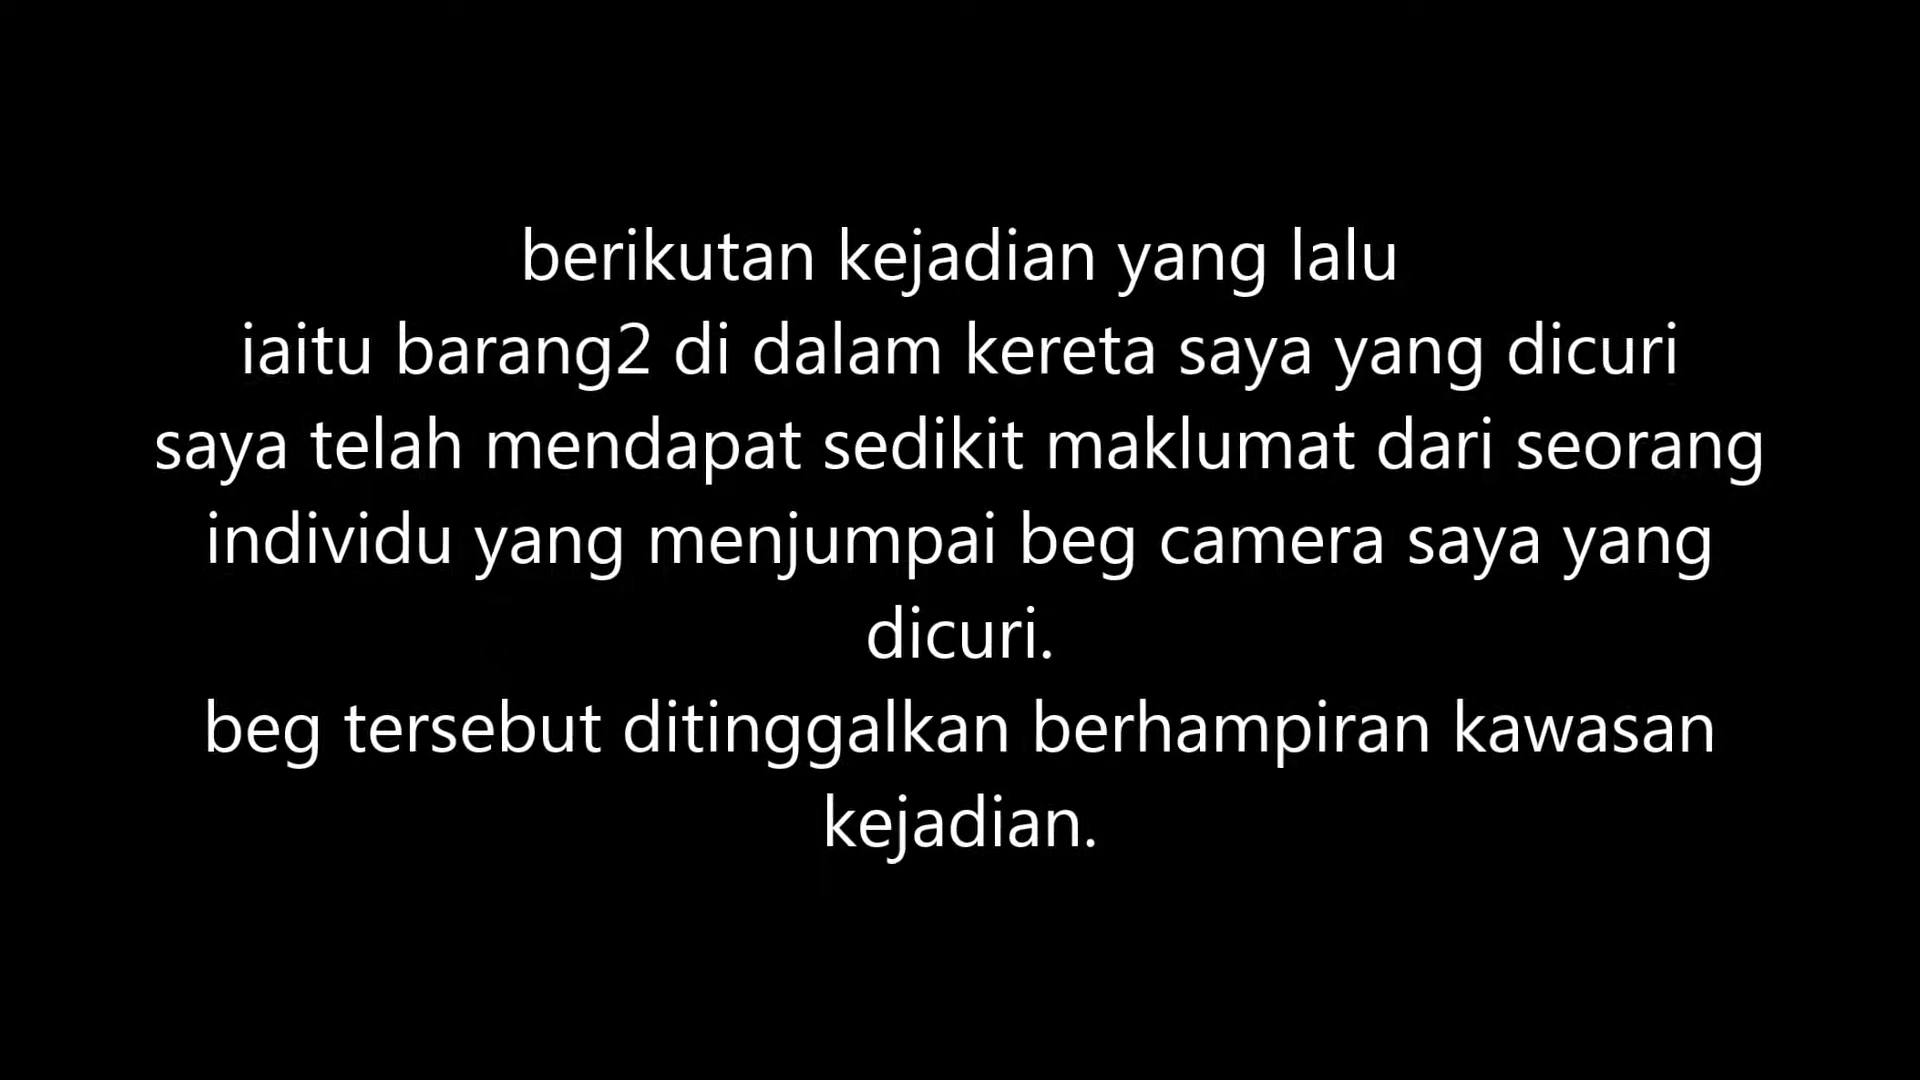 berikutan kejadian yang lalu
iaitu barang2 di dalam kereta saya yang dicuri
saya telah mendapat sedikit maklumat dari seorang
individu yang menjumpai beg camera saya yang
dicuri.
beg tersebut ditinggalkan berhampiran kawasan
kejadian.